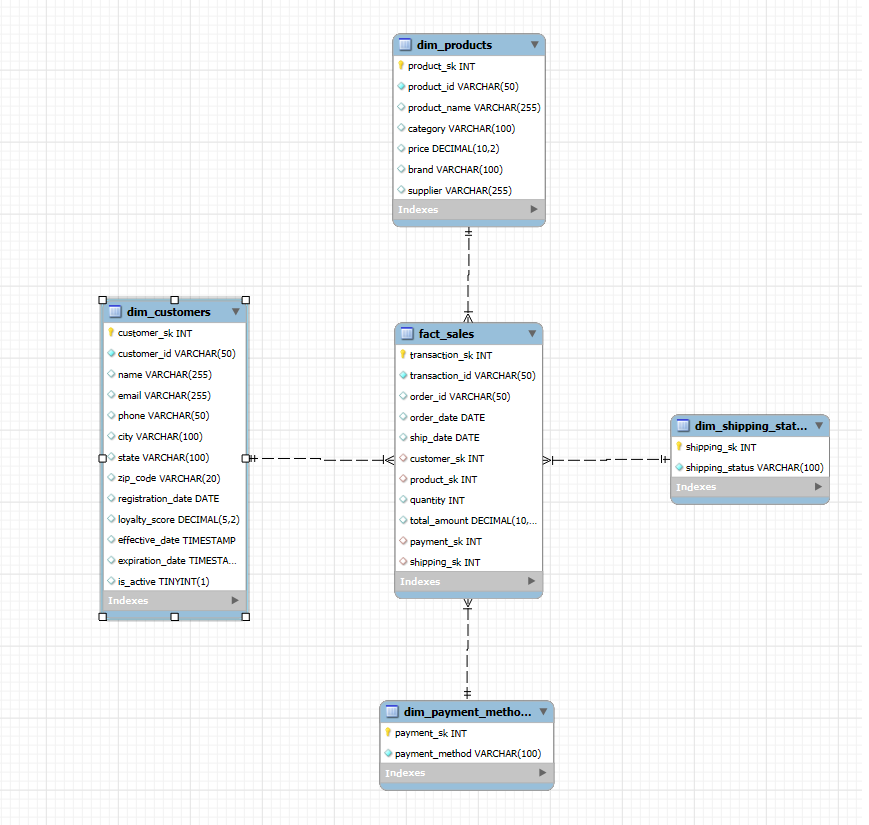 dim_products
product_sk INT
product_id VARCHAR(50)
product_name VARCHAR(255)
category VARCHAR(100)
price DECIMAL(10,2)
brand VARCHAR(100)
supplier VARCHAR(255)
Indexes
dim_customers
customer_sk INT
customer_id VARCHAR(50)
name VARCHAR(255)
email VARCHAR(255)
phone VARCHAR(50)
city VARCHAR(100)
state VARCHAR(100)
zip_code VARCHAR(20)
registration_date DATE
loyalty_score DECIMAL(5,2)
effective_date TIMESTAMP
expiration_date TIMESTA...
is_active TINYINT(1)
Indexes
fact_sales
transaction_sk INT
transaction_id VARCHAR(50)
order_id VARCHAR(50)
order_date DATE
ship_date DATE
customer_sk INT
product_sk INT
quantity INT
total_amount DECIMAL(10,...
payment_sk INT
shipping_sk INT
Indexes
dim_shipping_stat...
shipping_sk INT
shipping_status VARCHAR(100)
Indexes
dim_payment_metho...
payment_sk INT
payment_method VARCHAR(100)
Indexes